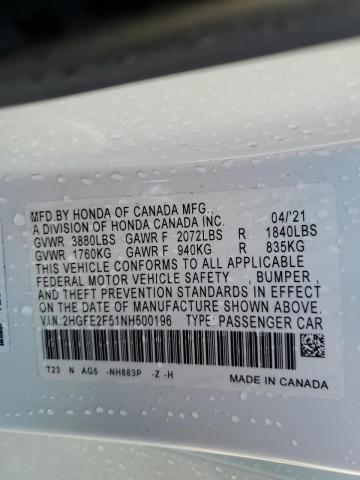 MFD.BY HONDA OF CANADA MFG., 04/'21
A DIVISION OF HONDA CANADA INC.
GVWR 3880LBS GAWR F 2072LBS R 1840LBS
GVWR 1760KG GAWR F 940KG R 835KG
THIS VEHICLE CONFORMS TO ALL APPLICABLE
FEDERAL MOTOR VEHICLE SAFETY , BUMPER ,
AND THEFT PREVENTION STANDARDS IN EFFECT
ON THE DATE OF MANUFACTURE SHOWN ABOVE.
V.I.N:2HGFE2F51NH500196 TYPE: PASSENGER CAR
T23 N AG5 -NH883P -Z -H
MADE IN CANADA